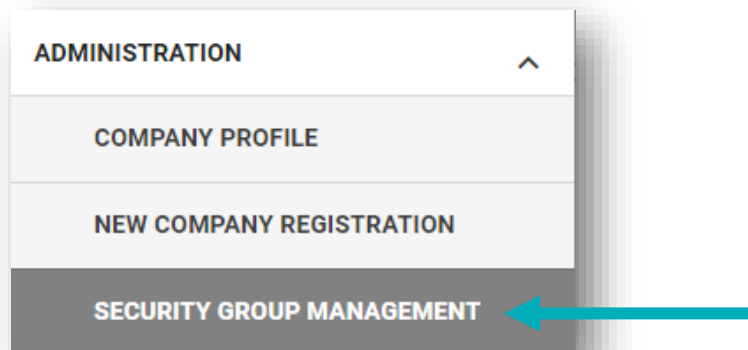 ADMINISTRATION
COMPANY PROFILE
NEW COMPANY REGISTRATION
SECURITY GROUP MANAGEMENT